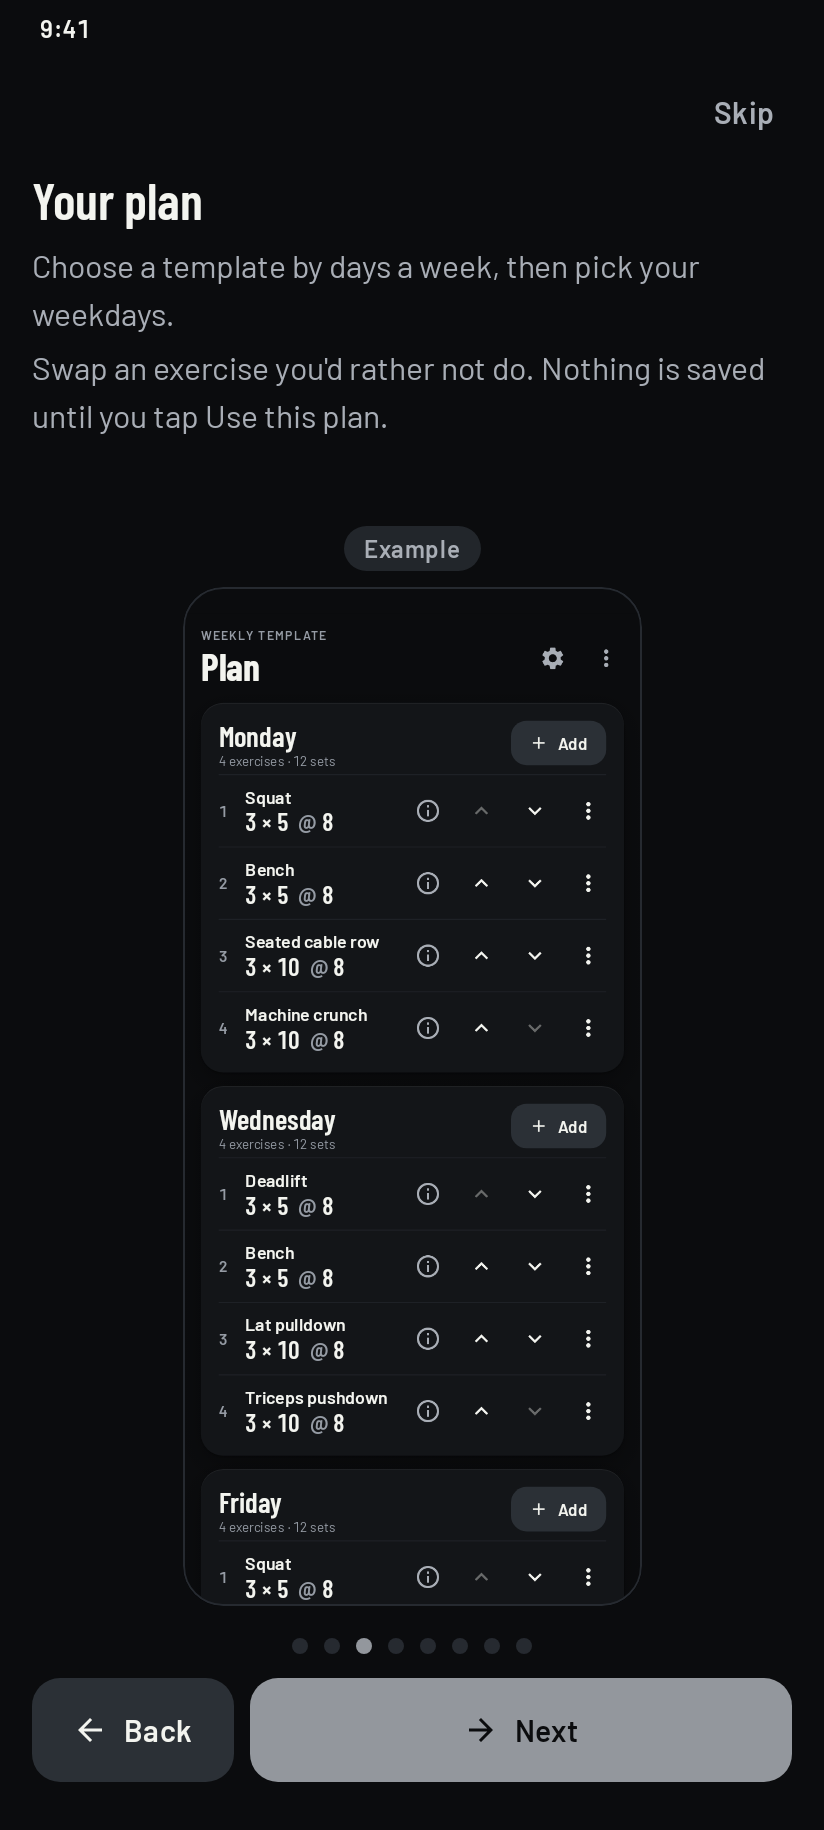 9:41
Skip
Your plan
Choose a template by days a week, then pick your
weekdays.
Swap an exercise you'd rather not do. Nothing is saved
until you tap Use this plan.
Example
WEEKLY TEMPLATE
Plan
Monday
4 exercises · 12 sets
+ Add
1 Squat
3 × 5 @ 8
2 Bench
3 × 5 @ 8
3 Seated cable row
3 × 10 @ 8
4 Machine crunch
3 × 10 @ 8
Wednesday
4 exercises · 12 sets
+ Add
1 Deadlift
3 × 5 @ 8
2 Bench
3 × 5 @ 8
3 Lat pulldown
3 × 10 @ 8
4 Triceps pushdown
3 × 10 @ 8
Friday
4 exercises · 12 sets
+ Add
1 Squat
3 × 5 @ 8
Back
Next